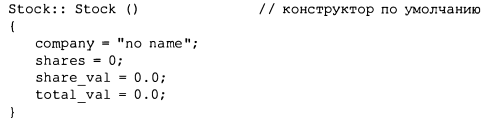 Stock:: Stock () // конструктор по умолчанию
{
company = "no name";
shares = 0;
share_val = 0.0;
total_val = 0.0;
}